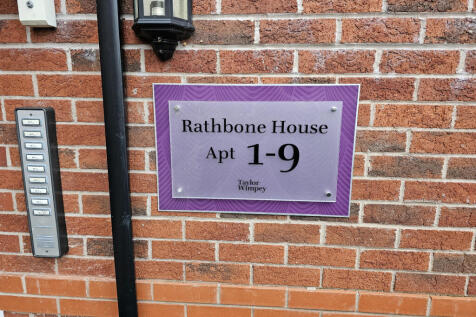 Rathbone House
Apt 1-9
Taylor
Wimpey